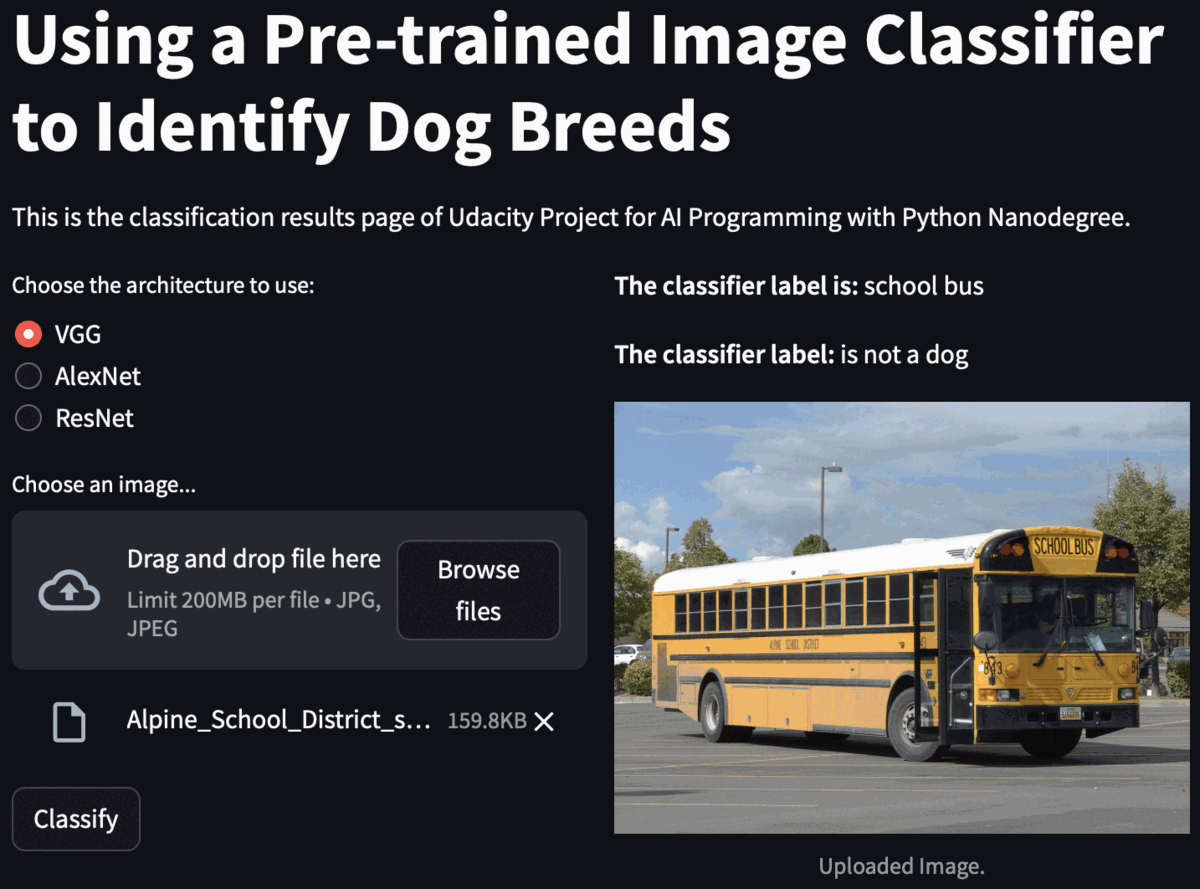 Using a Pre-trained Image Classifier
to Identify Dog Breeds
This is the classification results page of Udacity Project for AI Programming with Python Nanodegree.
Choose the architecture to use:
VGG
AlexNet
ResNet
Choose an image...
Drag and drop file here
Limit 200MB per file • JPG,
JPEG
Browse
files
Alpine_School_District_s... 159.8KB
Classify
The classifier label is: school bus
The classifier label: is not a dog
SCHOOL BUS
ALPINE SCHOOL DISTRICT
843
Uploaded Image.